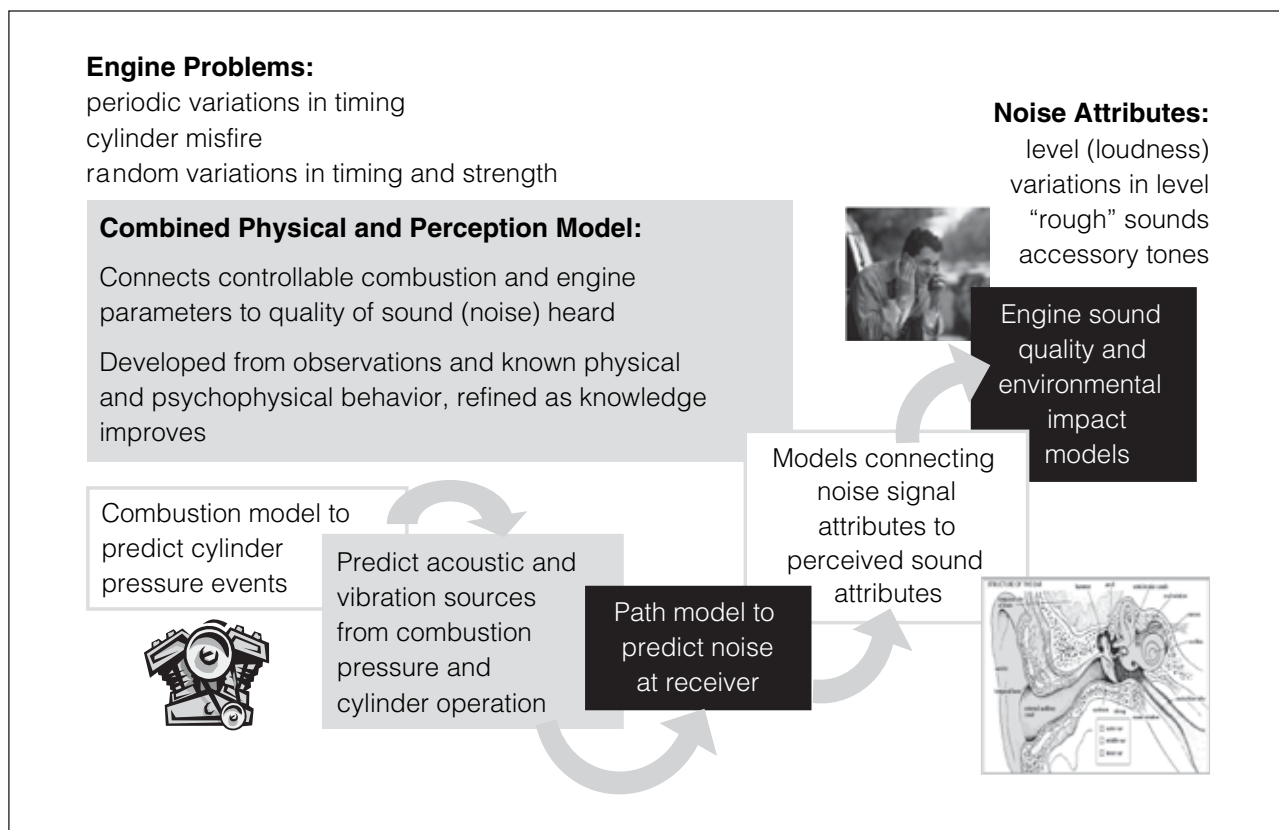 Engine Problems:
periodic variations in timing
cylinder misfire
random variations in timing and strength
Noise Attributes:
level (loudness)
variations in level
“rough” sounds
accessory tones
Combined Physical and Perception Model:
Connects controllable combustion and engine
parameters to quality of sound (noise) heard
Developed from observations and known physical
and psychophysical behavior, refined as knowledge
improves
Engine sound
quality and
environmental
impact
models
Models connecting
noise signal
attributes to
perceived sound
attributes
Combustion model to
predict cylinder
pressure events
Predict acoustic and
vibration sources
from combustion
pressure and
cylinder operation
Path model to
predict noise
at receiver
STRUCTURE OF THE EAR